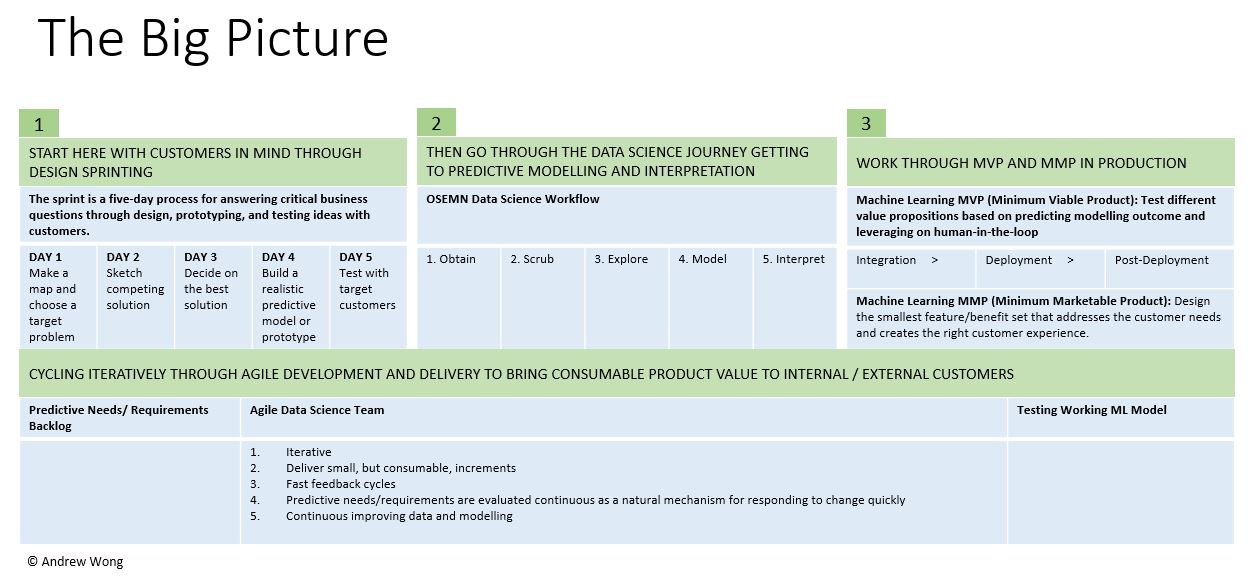 The Big Picture
1
START HERE WITH CUSTOMERS IN MIND THROUGH
DESIGN SPRINTING
The sprint is a five-day process for answering critical business
questions through design, prototyping, and testing ideas with
customers.
DAY 1
Make a
map and
choose a
target
problem
DAY 2
Sketch
competing
solution
DAY 3
Decide on
the best
solution
DAY 4
Build a
realistic
predictive
model or
prototype
DAY 5
Test with
target
customers
2
THEN GO THROUGH THE DATA SCIENCE JOURNEY GETTING
TO PREDICTIVE MODELLING AND INTERPRETATION
OSEMN Data Science Workflow
1. Obtain
2. Scrub
3. Explore
4. Model
5. Interpret
3
WORK THROUGH MVP AND MMP IN PRODUCTION
Machine Learning MVP (Minimum Viable Product): Test different
value propositions based on predicting modelling outcome and
leveraging on human-in-the-loop
Integration >
Deployment >
Post-Deployment
Machine Learning MMP (Minimum Marketable Product): Design
the smallest feature/benefit set that addresses the customer needs
and creates the right customer experience.
CYCLING ITERATIVELY THROUGH AGILE DEVELOPMENT AND DELIVERY TO BRING CONSUMABLE PRODUCT VALUE TO INTERNAL / EXTERNAL CUSTOMERS
Predictive Needs/ Requirements
Backlog
Agile Data Science Team
1. Iterative
2. Deliver small, but consumable, increments
3. Fast feedback cycles
4. Predictive needs/requirements are evaluated continuous as a natural mechanism for responding to change quickly
5. Continuous improving data and modelling
Testing Working ML Model
© Andrew Wong